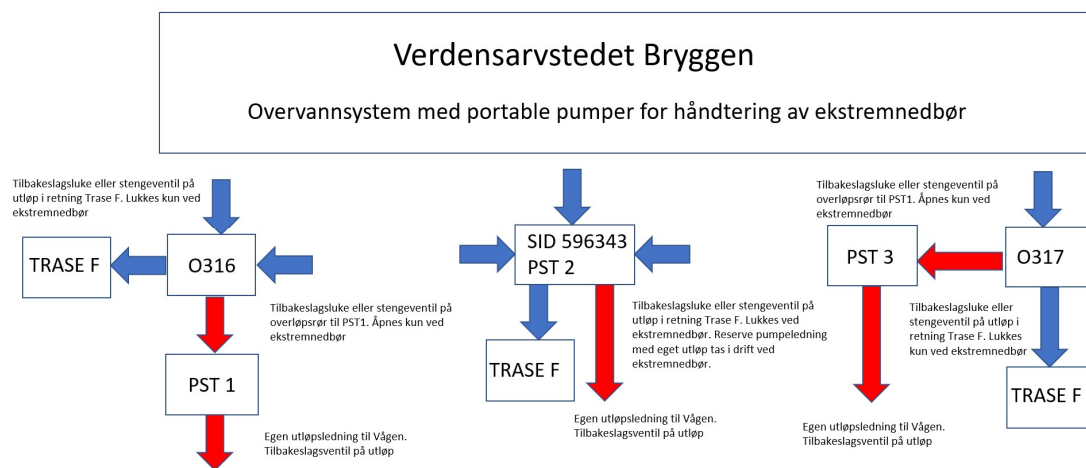 Verdensarvstedet Bryggen
Overvannsystem med portable pumper for håndtering av ekstremnedbør
Tilbakeslagsluke eller stengeventil på
utløp i retning Trase F. Lukkes kun ved
ekstremnedbør
TRASE F
O316
Tilbakeslagsluke eller stengeventil på
overløpsrør til PST1. Åpnes kun ved
ekstremnedbør
PST 1
Egen utløpsledning til Vågen.
Tilbakeslagsventil på utløp
SID 596343
PST 2
Tilbakeslagsluke eller stengeventil på
utløp i retning Trase F. Lukkes ved
ekstremnedbør. Reserve pumpeledning
med eget utløp tas i drift ved
ekstremnedbør.
TRASE F
Egen utløpsledning til Vågen.
Tilbakeslagsventil på utløp
Tilbakeslagsluke eller stengeventil på
overløpsrør til PST1. Åpnes kun ved
ekstremnedbør
PST 3
O317
Tilbakeslagsluke eller
stengeventil på utløp i
retning Trase F. Lukkes
kun ved ekstremnedbør
TRASE F
Egen utløpsledning til Vågen.
Tilbakeslagsventil på utløp